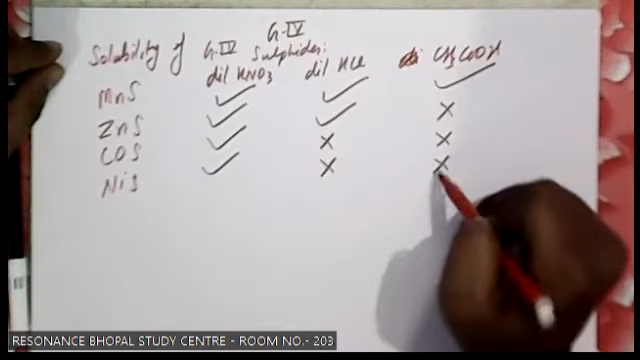 G.IV
Solubility of G.IV Sulphides:
dil HNO3 dil HCl dil CH3COOH
MnS ✓ ✓ ✓
ZnS ✓ ✓ ×
COS ✓ × ×
NiS ✓ × ×
RESONANCE BHOPAL STUDY CENTRE - ROOM NO.- 203